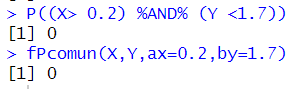 P((X> 0.2) %AND% (Y <1.7))
[1] 0
> fPcomun(X,Y,ax=0.2,by=1.7)
[1] 0